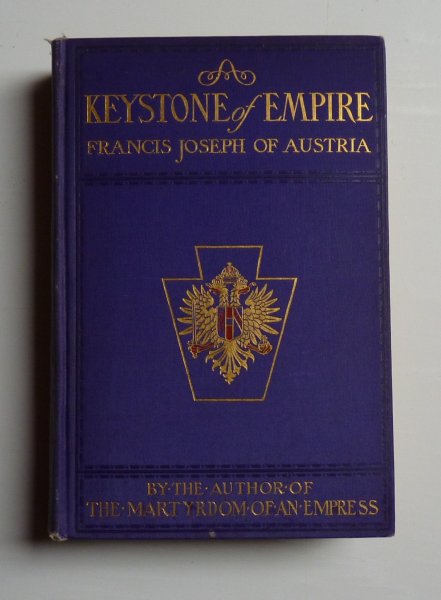 A
KEYSTONE of EMPIRE
FRANCIS JOSEPH OF AUSTRIA
BY·THE·AUTHOR·OF
THE·MARTYRDOM·OF·AN·EMPRESS